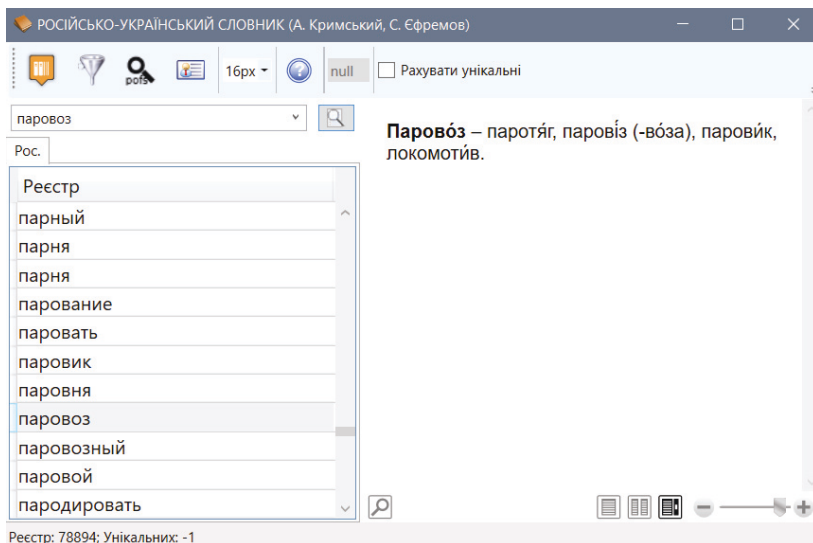 РОСІЙСЬКО-УКРАЇНСЬКИЙ СЛОВНИК (А. Кримський, С. Єфремов)
pofs
16px
null
Рахувати унікальні
паровоз
Рос.
Реєстр
парный
парня
парня
парование
паровать
паровик
паровня
паровоз
паровозный
паровой
пародировать
Парово́з – паротя́г, парові́з (-во́за), парови́к,
локомоти́в.
Реєстр: 78894; Унікальних: -1